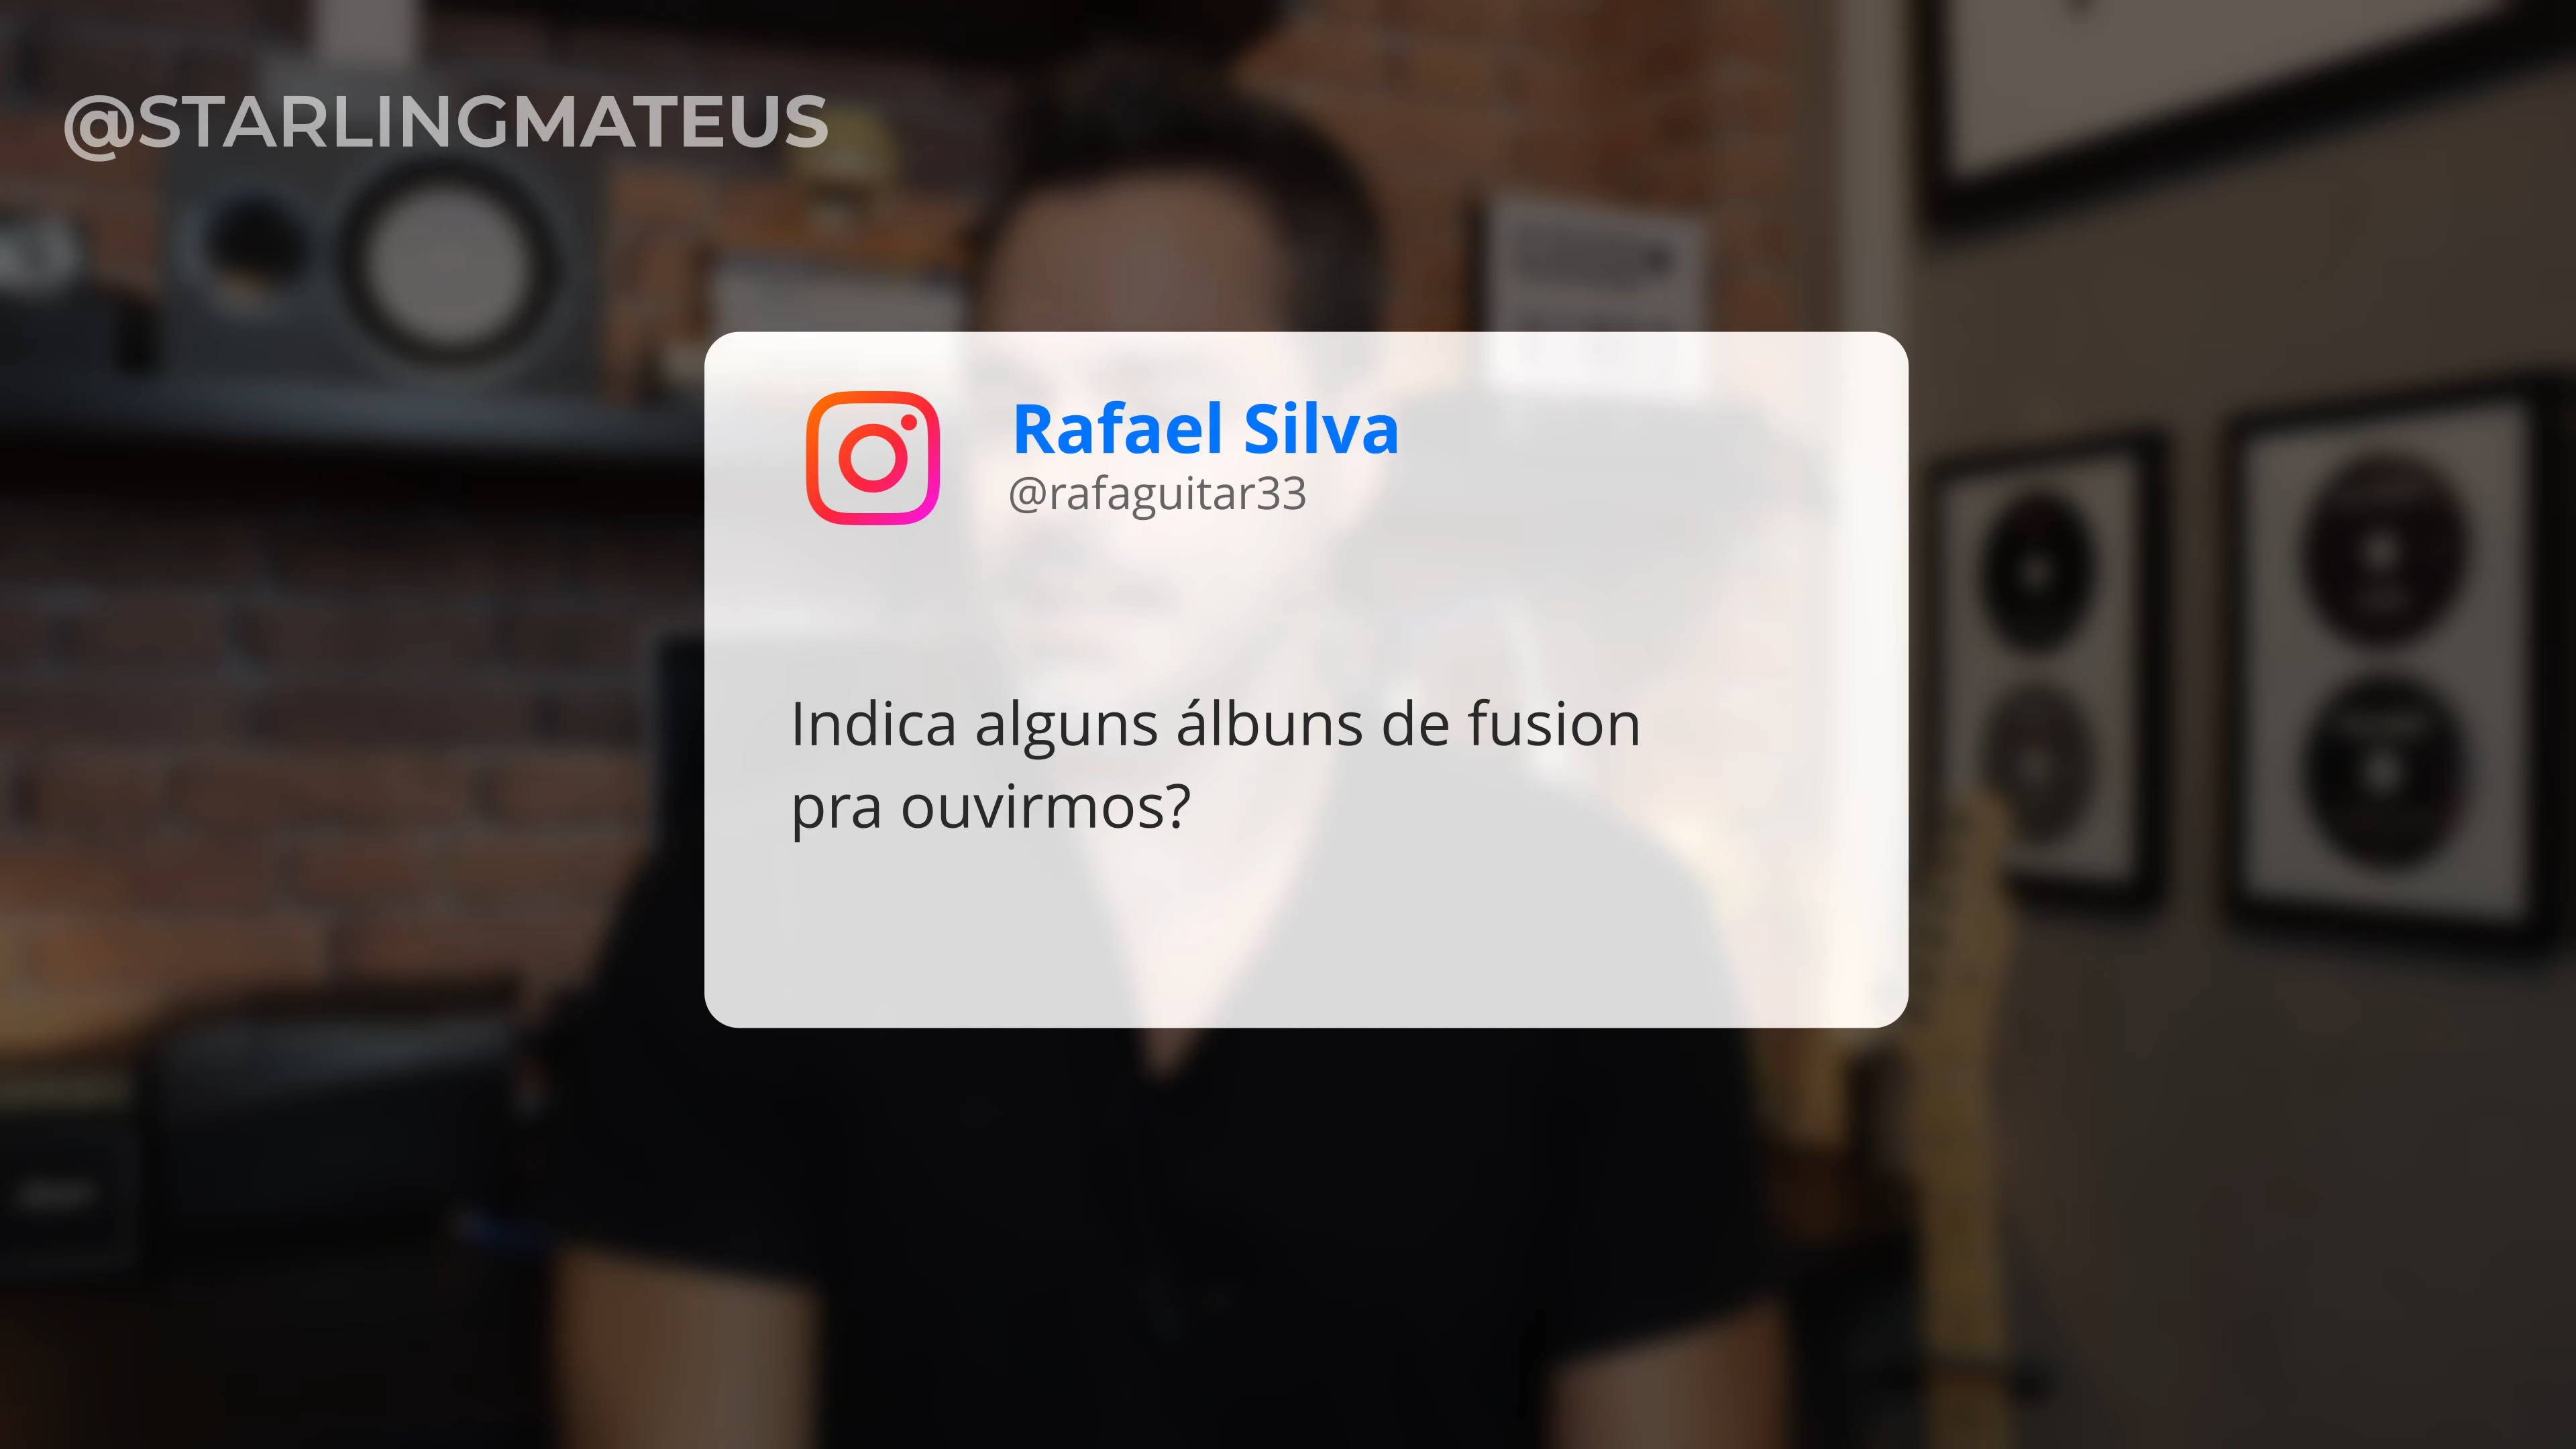 @STARLINGMATEUS
Rafael Silva
@rafaguitar33
Indica alguns álbuns de fusion
pra ouvirmos?